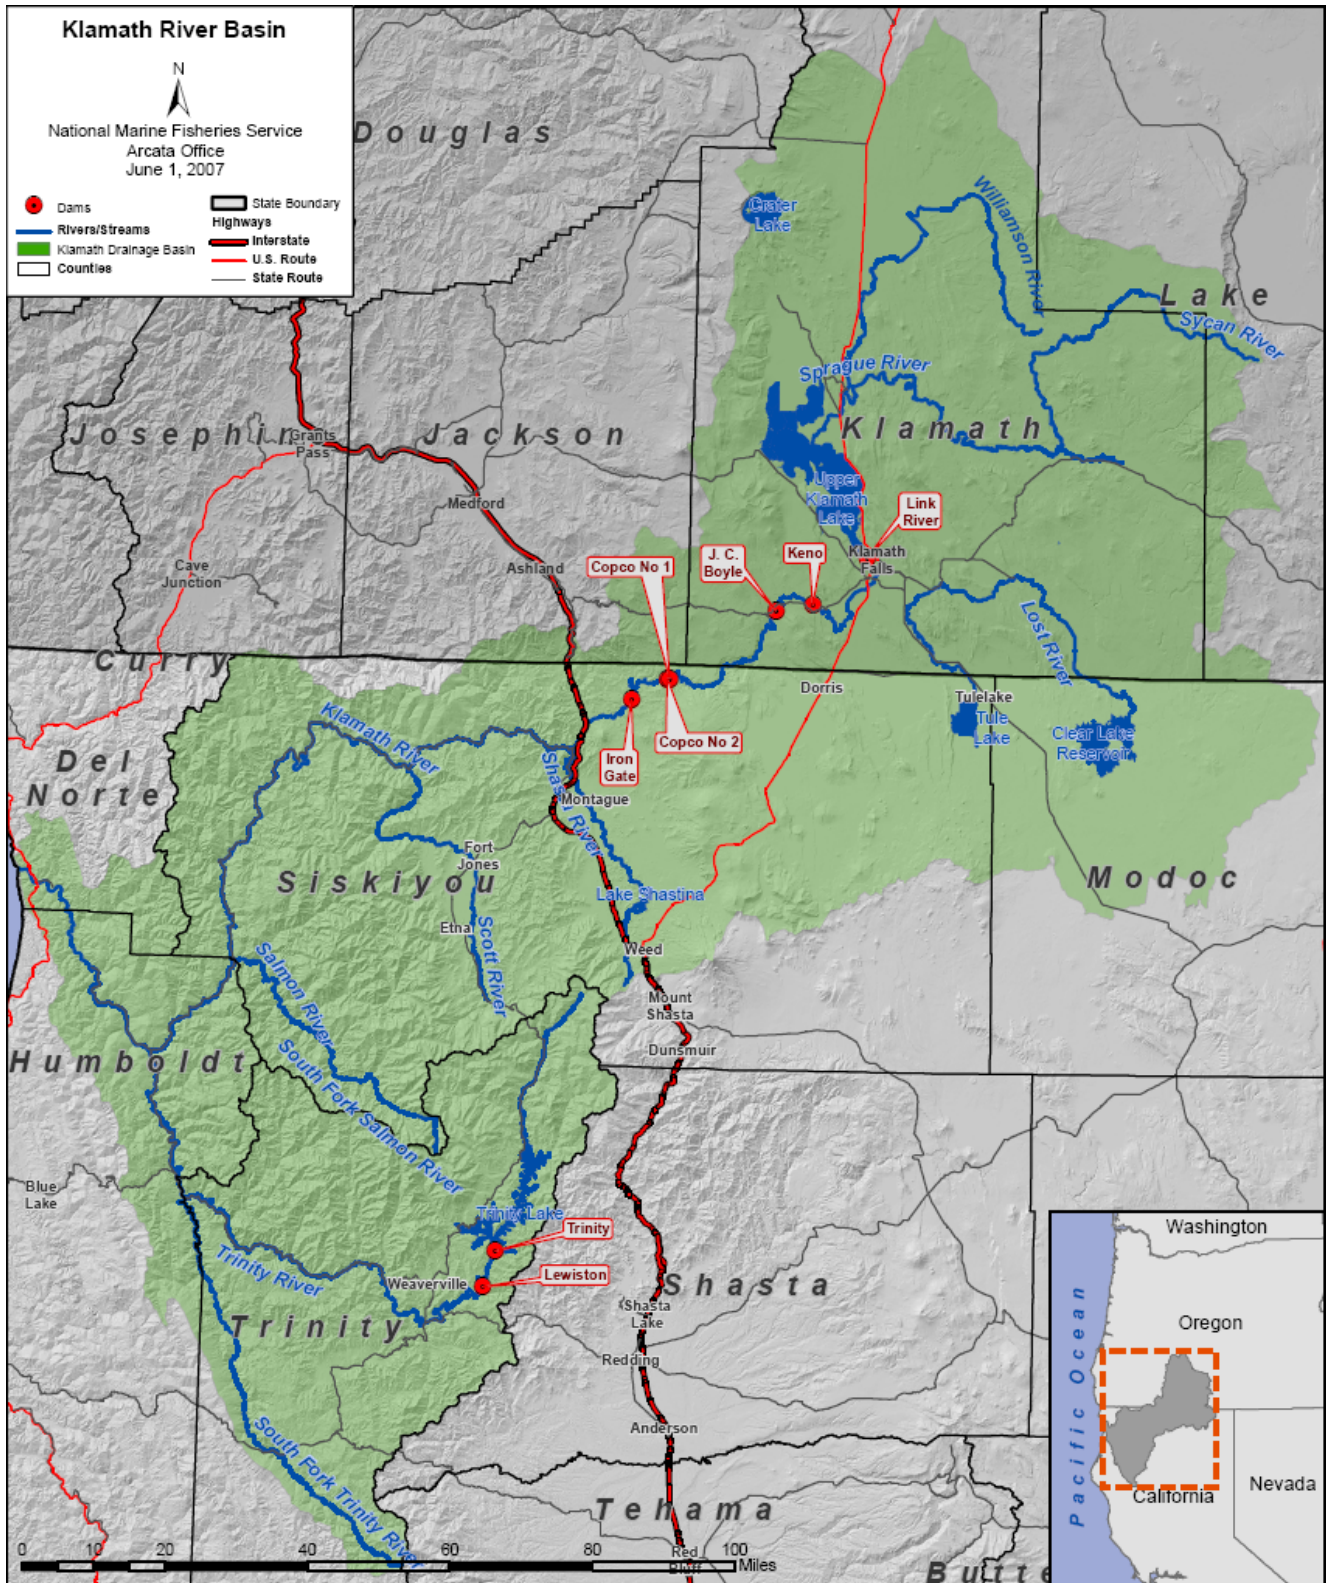 Klamath River Basin
N
National Marine Fisheries Service
Arcata Office
June 1, 2007
Dams
Rivers/Streams
Klamath Drainage Basin
Counties
State Boundary
Highways
Interstate
U.S. Route
State Route
Douglas
Crater
Lake
Williamson River
Lake
Sycan River
Sprague River
Josephin
Grants
Pass
Jackson
Klamath
Medford
Upper
Klamath
Lake
Link
River
Cave
Junction
Ashland
Copco No 1
J. C.
Boyle
Keno
Klamath
Falls
Lost River
Curry
Dorris
Tulelake
Tule
Lake
Clear Lake
Reservoir
Klamath River
Del
Norte
Shasta River
Iron
Gate
Copco No 2
Montague
Fort
Jones
Siskiyou
Modoc
Lake Shastina
Etna
Scott River
Weed
Salmon River
Mount
Shasta
Dunsmuir
Humboldt
South Fork Salmon River
Blue
Lake
Trinity Lake
Trinity
Trinity River
Weaverville
Lewiston
Shasta
Trinity
Shasta
Lake
Redding
Anderson
South Fork Trinity River
Tehama
Red
Bluff
Butte
0 10 20 40 60 80 100
Miles
Washington
Oregon
Pacific Ocean
Nevada
California